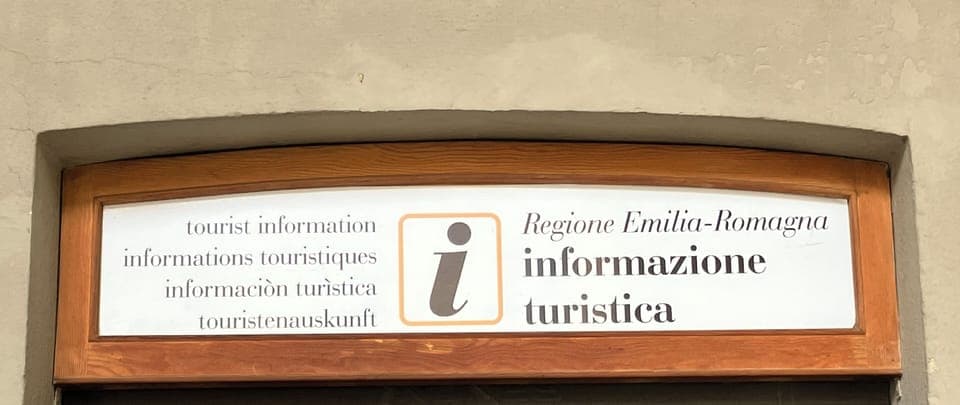 tourist information
informations touristiques
informaciòn turìstica
touristenauskunft
i
Regione Emilia-Romagna
informazione
turistica